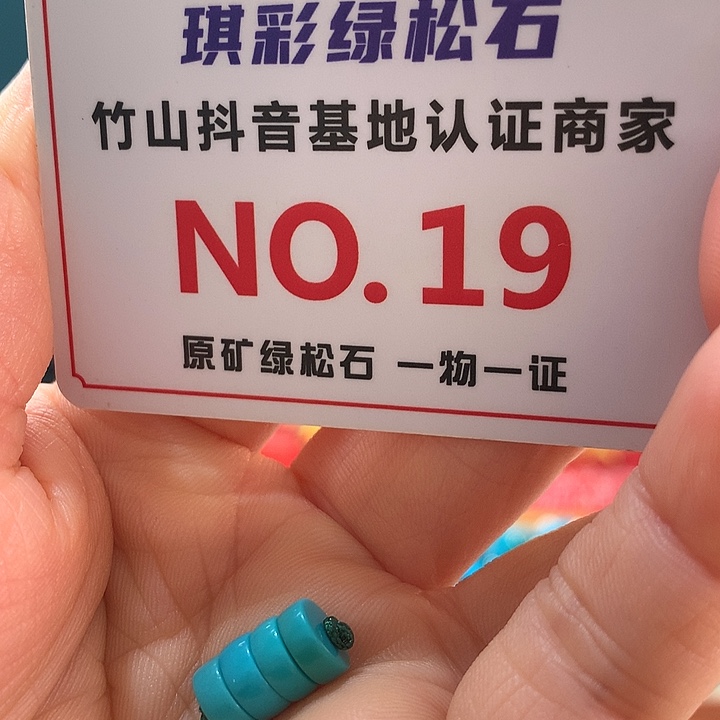 琪彩绿松石
竹山抖音基地认证商家
NO.19
原矿绿松石 一物一证